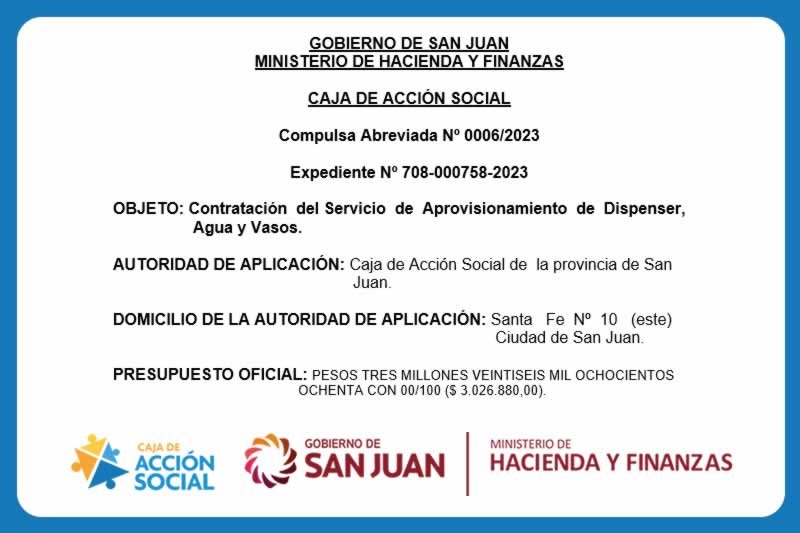 GOBIERNO DE SAN JUAN
MINISTERIO DE HACIENDA Y FINANZAS
CAJA DE ACCIÓN SOCIAL
Compulsa Abreviada Nº 0006/2023
Expediente Nº 708-000758-2023
OBJETO: Contratación del Servicio de Aprovisionamiento de Dispenser,
Agua y Vasos.
AUTORIDAD DE APLICACIÓN: Caja de Acción Social de la provincia de San
Juan.
DOMICILIO DE LA AUTORIDAD DE APLICACIÓN: Santa Fe Nº 10 (este)
Ciudad de San Juan.
PRESUPUESTO OFICIAL: PESOS TRES MILLONES VEINTISEIS MIL OCHOCIENTOS
OCHENTA CON 00/100 ($ 3.026.880,00).
CAJA DE
ACCIÓN
SOCIAL
GOBIERNO DE
SAN JUAN
MINISTERIO DE
HACIENDA Y FINANZAS